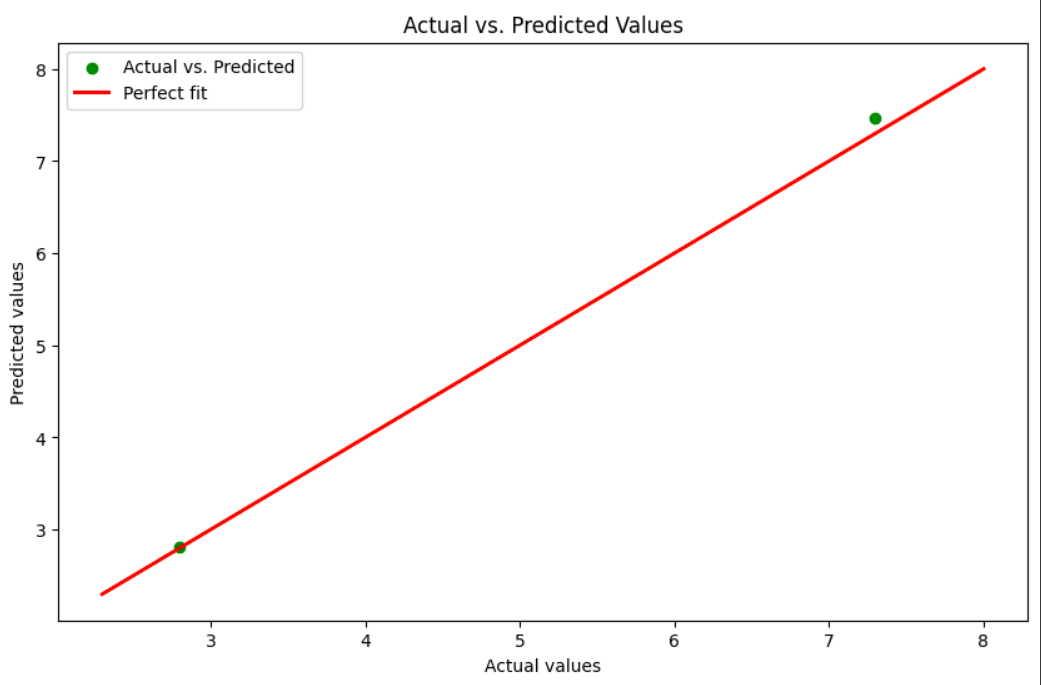 Actual vs. Predicted Values
Actual vs. Predicted
Perfect fit
8
7
6
5
4
3
Predicted values
3
4
5
6
7
8
Actual values